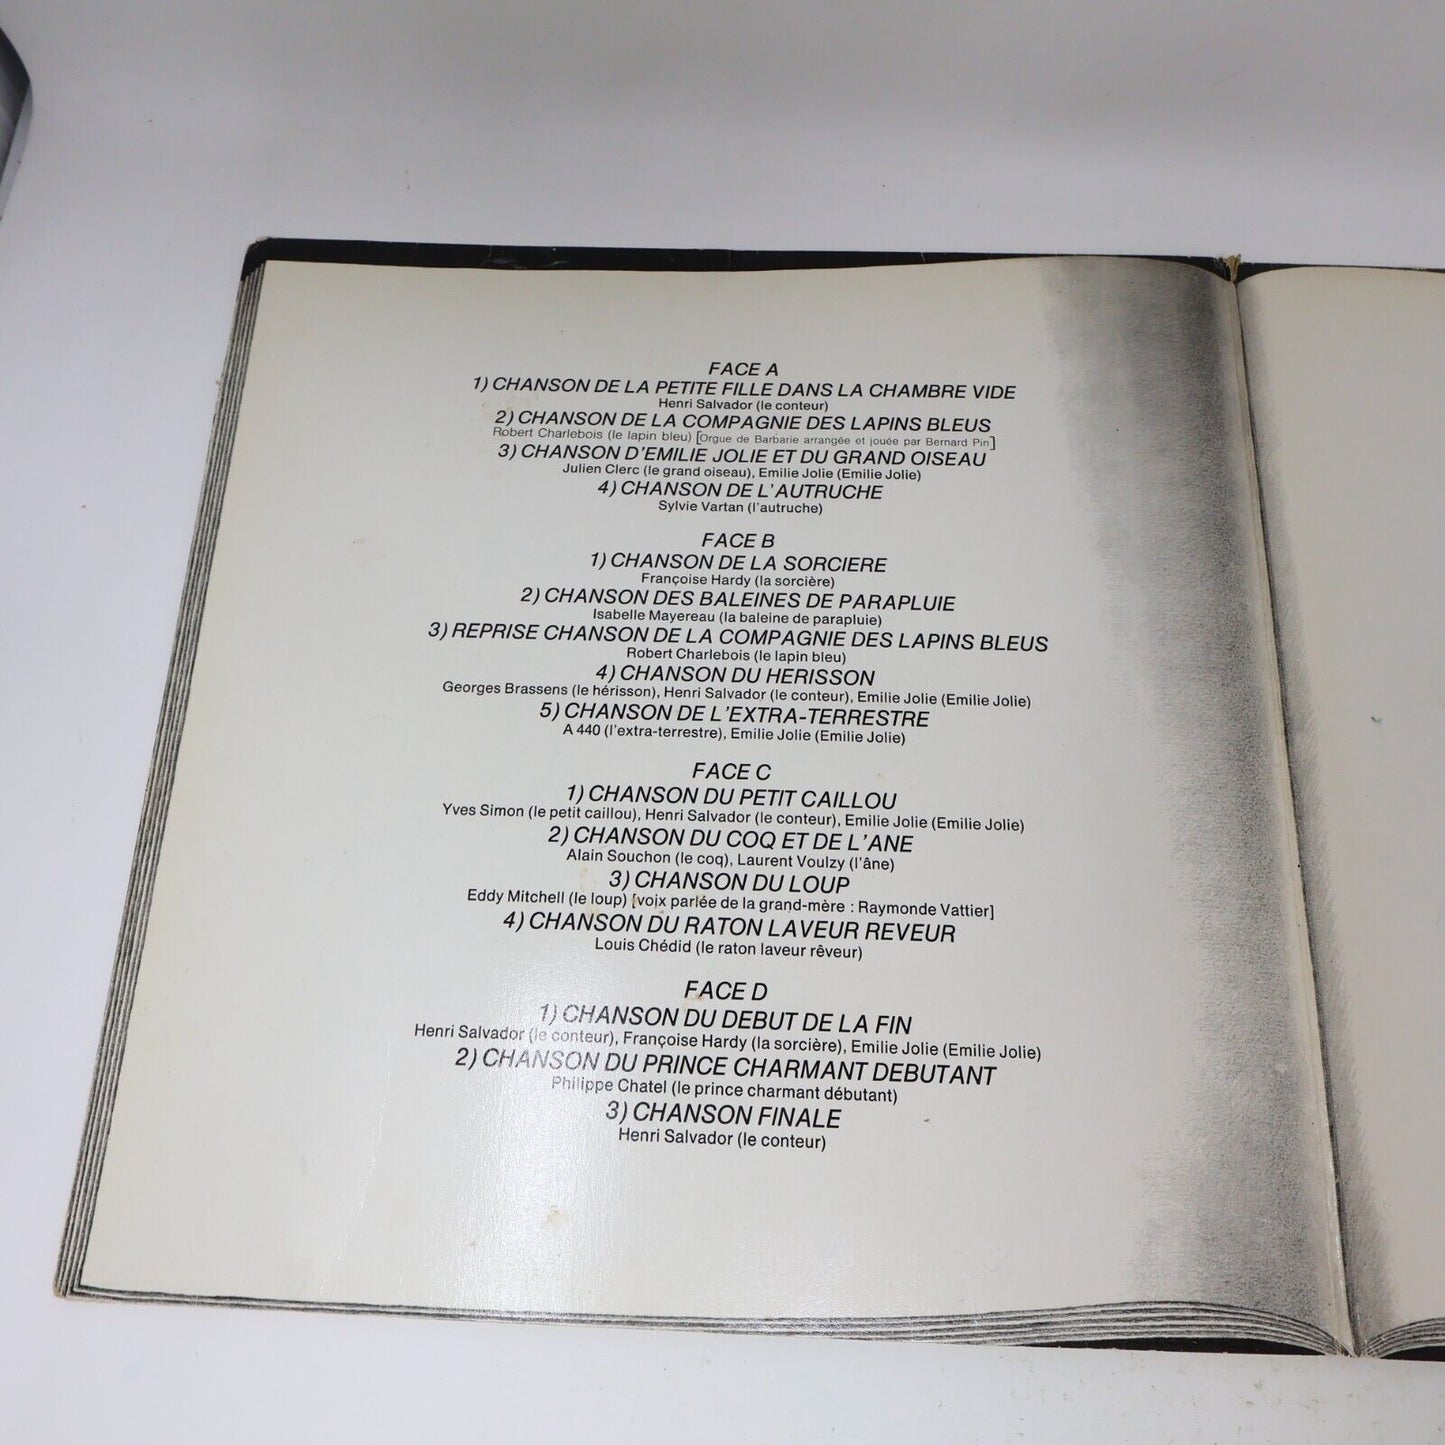 FACE A
1) CHANSON DE LA PETITE FILLE DANS LA CHAMBRE VIDE
Henri Salvador (le conteur)
2) CHANSON DE LA COMPAGNIE DES LAPINS BLEUS
Robert Charlebois (le lapin bleu) [Orgue de Barbarie arrangée et jouée par Bernard Pin]
3) CHANSON D'EMILIE JOLIE ET DU GRAND OISEAU
Julien Clerc (le grand oiseau), Emilie Jolie (Emilie Jolie)
4) CHANSON DE L'AUTRUCHE
Sylvie Vartan (l'autruche)
FACE B
1) CHANSON DE LA SORCIERE
Françoise Hardy (la sorcière)
2) CHANSON DES BALEINES DE PARAPLUIE
Isabelle Mayereau (la baleine de parapluie)
3) REPRISE CHANSON DE LA COMPAGNIE DES LAPINS BLEUS
Robert Charlebois (le lapin bleu)
4) CHANSON DU HERISSON
Georges Brassens (le hérisson), Henri Salvador (le conteur), Emilie Jolie (Emilie Jolie)
5) CHANSON DE L'EXTRA-TERRESTRE
A 440 (l'extra-terrestre), Emilie Jolie (Emilie Jolie)
FACE C
1) CHANSON DU PETIT CAILLOU
Yves Simon (le petit caillou), Henri Salvador (le conteur), Emilie Jolie (Emilie Jolie)
2) CHANSON DU COQ ET DE L'ANE
Alain Souchon (le coq), Laurent Voulzy (l'âne)
3) CHANSON DU LOUP
Eddy Mitchell (le loup) [voix parlée de la grand-mère : Raymonde Vattier]
4) CHANSON DU RATON LAVEUR REVEUR
Louis Chédid (le raton laveur rêveur)
FACE D
1) CHANSON DU DEBUT DE LA FIN
Henri Salvador (le conteur), Françoise Hardy (la sorcière), Emilie Jolie (Emilie Jolie)
2) CHANSON DU PRINCE CHARMANT DEBUTANT
Philippe Chatel (le prince charmant débutant)
3) CHANSON FINALE
Henri Salvador (le conteur)